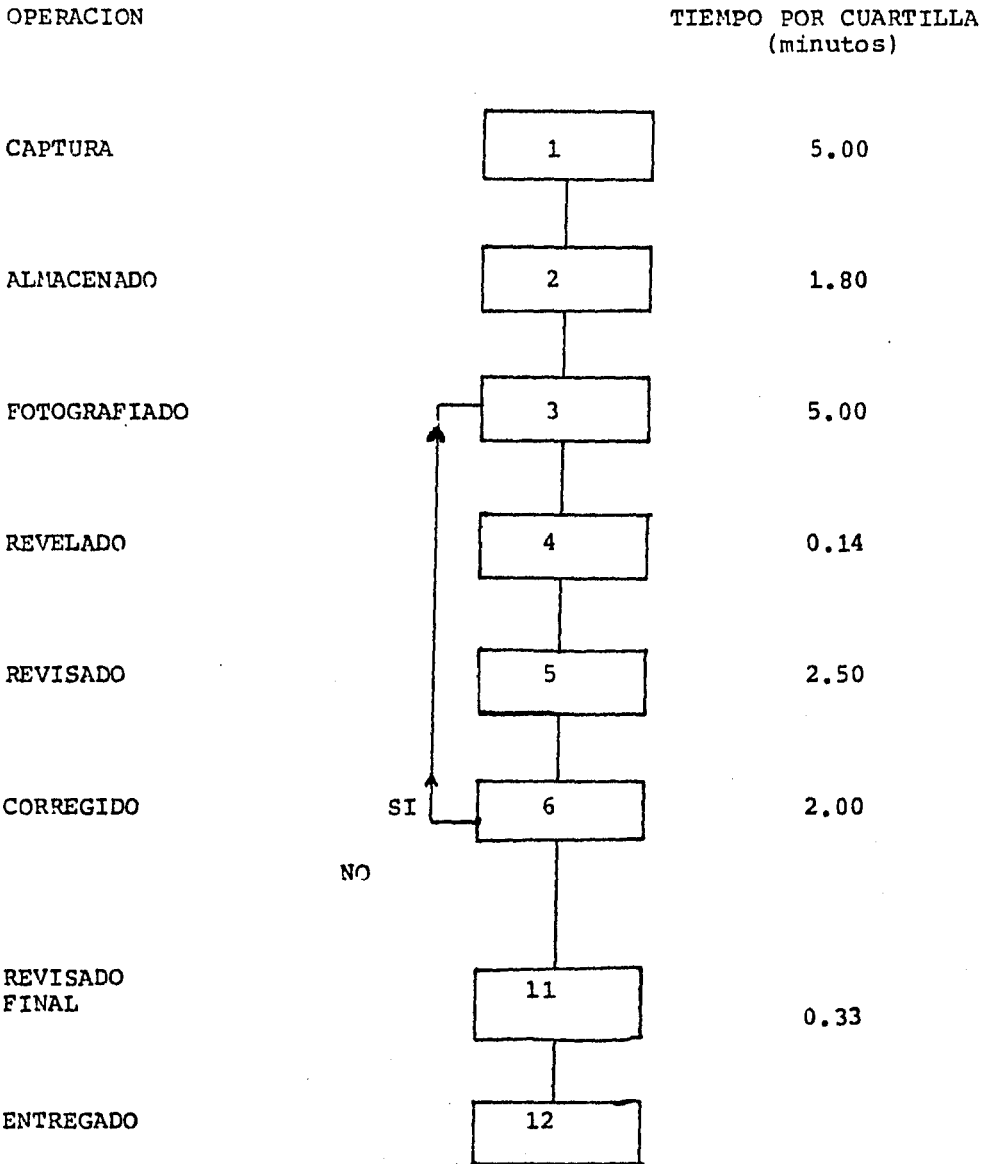 OPERACION TIEMPO POR CUARTILLA
(minutos)
CAPTURA 1 5.00
ALMACENADO 2 1.80
FOTOGRAFIADO 3 5.00
REVELADO 4 0.14
REVISADO 5 2.50
CORREGIDO SI 6 2.00
NO
REVISADO 11
FINAL 0.33
ENTREGADO 12